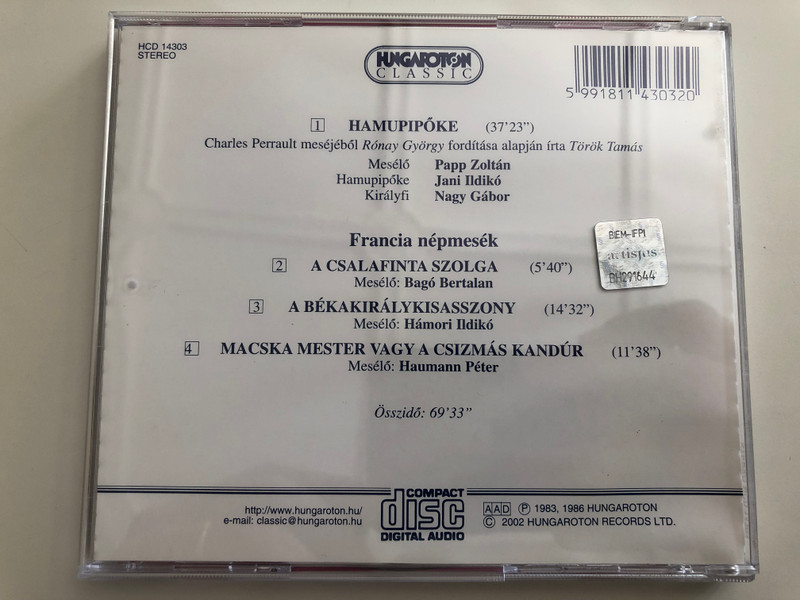 HCD 14303
STEREO
HUNGAROTON
CLASSIC
5 991811 430320
1 HAMUPIPŐKE (37'23")
Charles Perrault meséjéből Rónay György fordítása alapján írta Török Tamás
Mesélő Papp Zoltán
Hamupipőke Jani Ildikó
Királyfi Nagy Gábor
Francia népmesék
2 A CSALAFINTA SZOLGA (5'40")
Mesélő: Bagó Bertalan
3 A BÉKAKIRÁLYKISASSZONY (14'32")
Mesélő: Hámori Ildikó
4 MACSKA MESTER VAGY A CSIZMÁS KANDÚR (11'38")
Mesélő: Haumann Péter
BIEM-IFPI
artisjus
BH291644
Összidő: 69'33"
http://www.hungaroton.hu/
e-mail: classic@hungaroton.hu
COMPACT
disc
DIGITAL AUDIO
AAD Ⓟ 1983, 1986 HUNGAROTON
© 2002 HUNGAROTON RECORDS LTD.